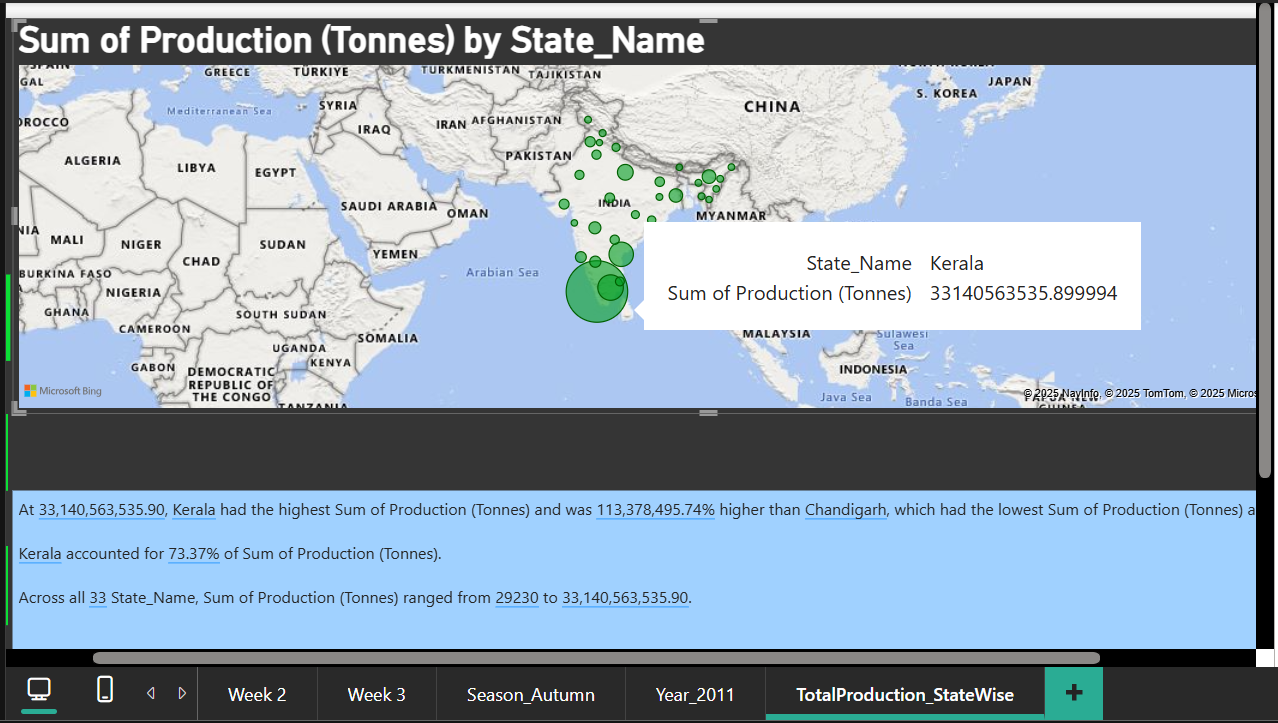 Sum of Production (Tonnes) by State_Name
GREECE
TÜRKIYE
TURKMENISTAN
TAJIKISTAN
GAL
JAPAN
S. KOREA
CHINA
Mediterranean Sea
SYRIA
IRAQ
IRAN
AFGHANISTAN
PAKISTAN
ROCCO
ALGERIA
LIBYA
EGYPT
SAUDI ARABIA
OMAN
INDIA
MYANMAR
NIA
MALI
NIGER
CHAD
SUDAN
YEMEN
Arabian Sea
State_Name Kerala
Sum of Production (Tonnes) 33140563535.899994
BURKINA FASO
NIGERIA
GHANA
SOUTH SUDAN
CAMEROON
SOMALIA
UGANDA
KENYA
GABON
DEMOCRATIC
REPUBLIC OF
THE CONGO
TANZANIA
MALAYSIA
Sulawesi
Sea
INDONESIA
Java Sea
Banda Sea
PAPUA NEW
GUINEA
Microsoft Bing
© 2025 NavInfo, © 2025 TomTom, © 2025 Micros
At 33,140,563,535.90, Kerala had the highest Sum of Production (Tonnes) and was 113,378,495.74% higher than Chandigarh, which had the lowest Sum of Production (Tonnes) a
Kerala accounted for 73.37% of Sum of Production (Tonnes).
Across all 33 State_Name, Sum of Production (Tonnes) ranged from 29230 to 33,140,563,535.90.
Week 2
Week 3
Season_Autumn
Year_2011
TotalProduction_StateWise
+